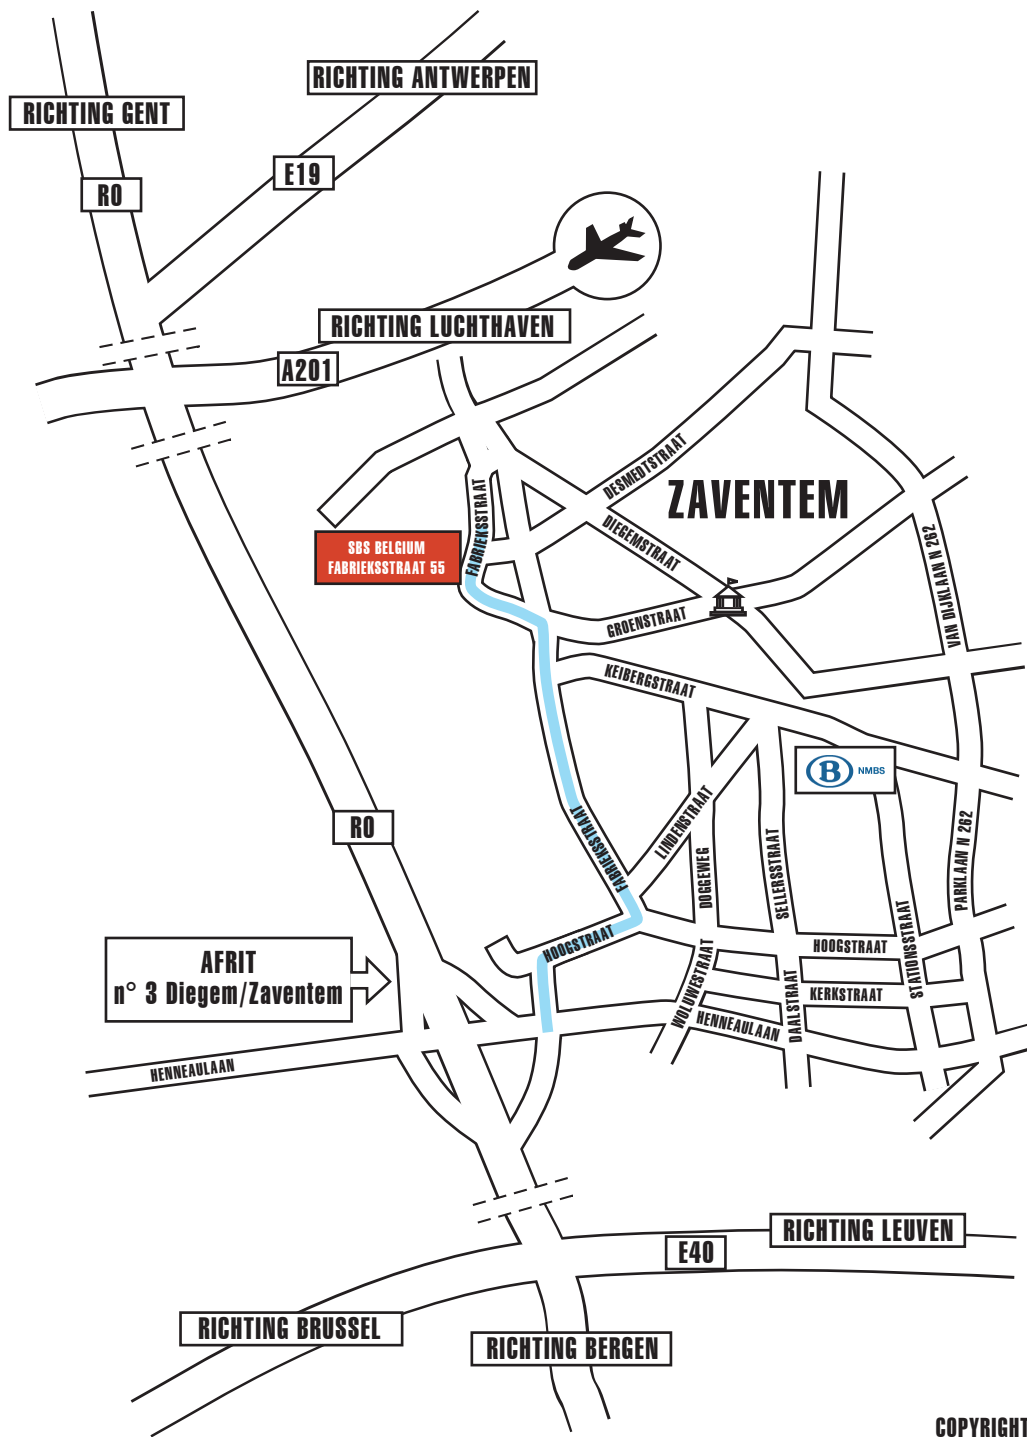 RICHTING ANTWERPEN
RICHTING GENT
E19
R0
RICHTING LUCHTHAVEN
A201
DESMEDTSTRAAT
ZAVENTEM
FABRIEKSSTRAAT
DIEGEMSTRAAT
SBS BELGIUM
FABRIEKSSTRAAT 55
VAN DIJKLAAN N 262
GROENSTRAAT
KEIBERGSTRAAT
B NMBS
R0
LINDENSTRAAT
FABRIEKSSTRAAT
DOGGEWEG
SELLERSSTRAAT
PARKLAAN N 262
HOOGSTRAAT
HOOGSTRAAT
STATIONSSTRAAT
AFRIT
n° 3 Diegem/Zaventem
WOLUWESTRAAT
DAALSTRAAT
KERKSTRAAT
HENNEAULAAN
HENNEAULAAN
RICHTING LEUVEN
E40
RICHTING BRUSSEL
RICHTING BERGEN
COPYRIGHT